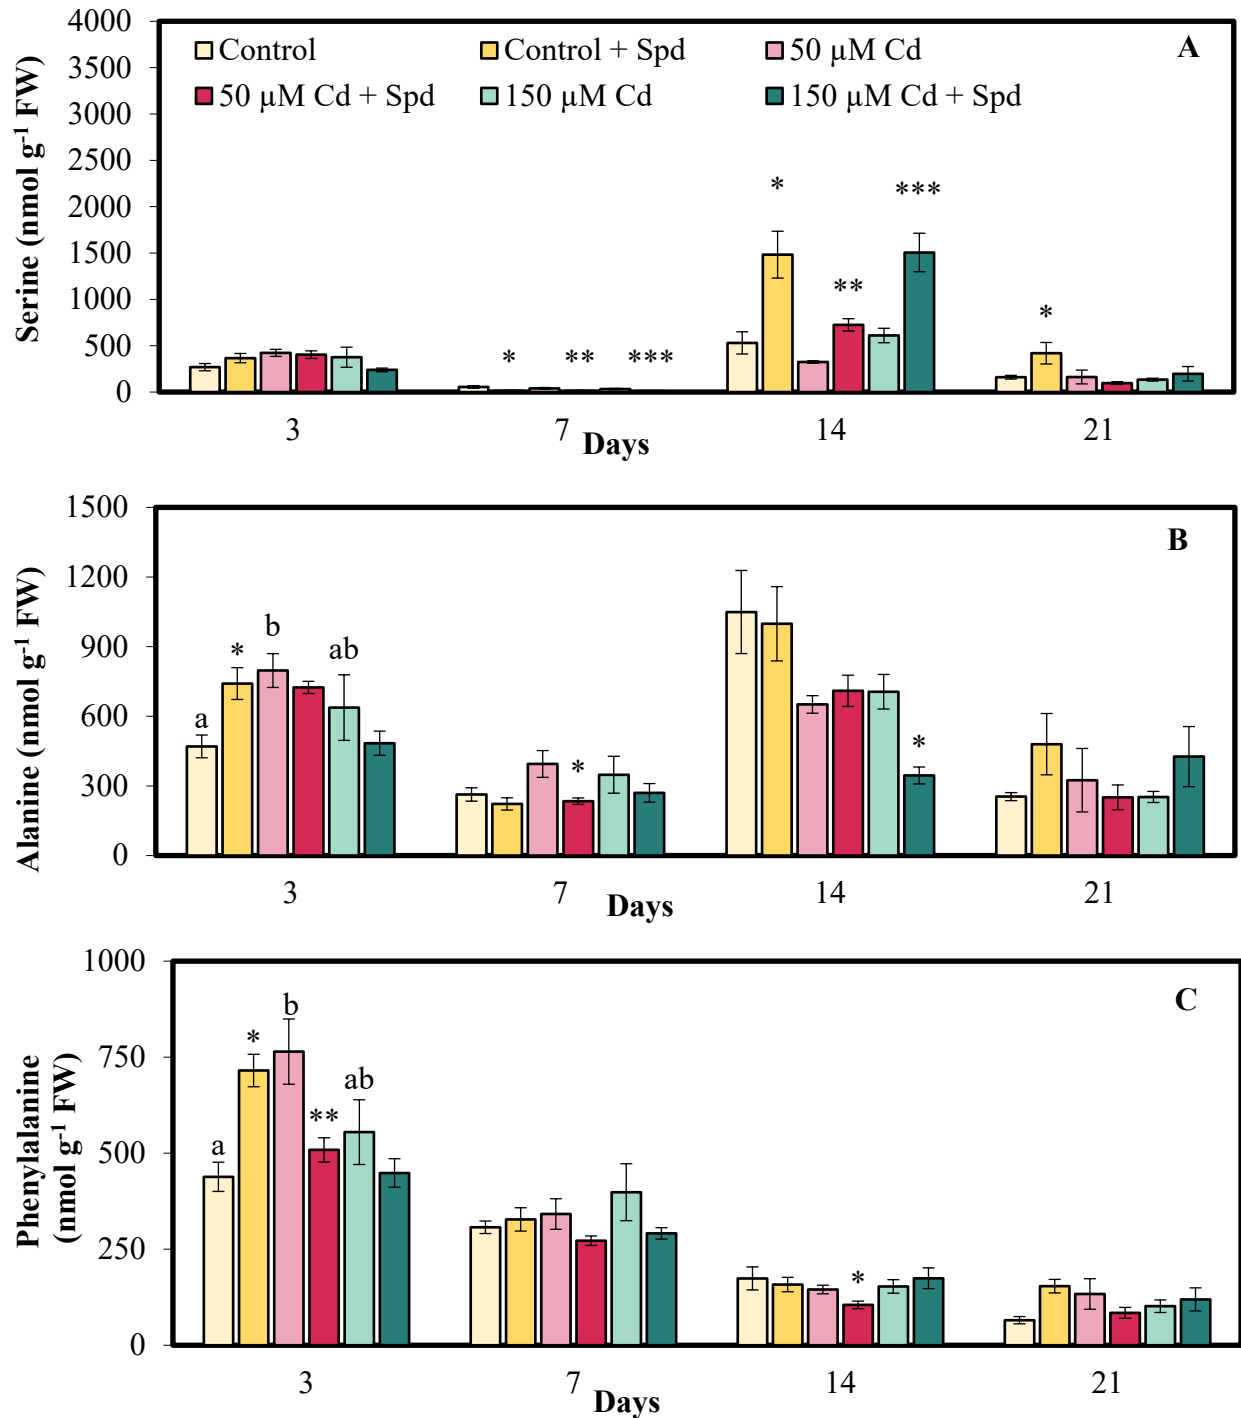 A
Control
Control + Spd
50 µM Cd
50 µM Cd + Spd
150 µM Cd
150 µM Cd + Spd
Serine (nmol g⁻¹ FW)
4000
3500
3000
2500
2000
1500
1000
500
0
* ** ***
* ** ***
*
3 7 14 21
Days
B
Alanine (nmol g⁻¹ FW)
1500
1200
900
600
300
0
a * b ab
*
*
3 7 14 21
Days
C
Phenylalanine
(nmol g⁻¹ FW)
1000
750
500
250
0
a * b ** ab
*
3 7 14 21
Days